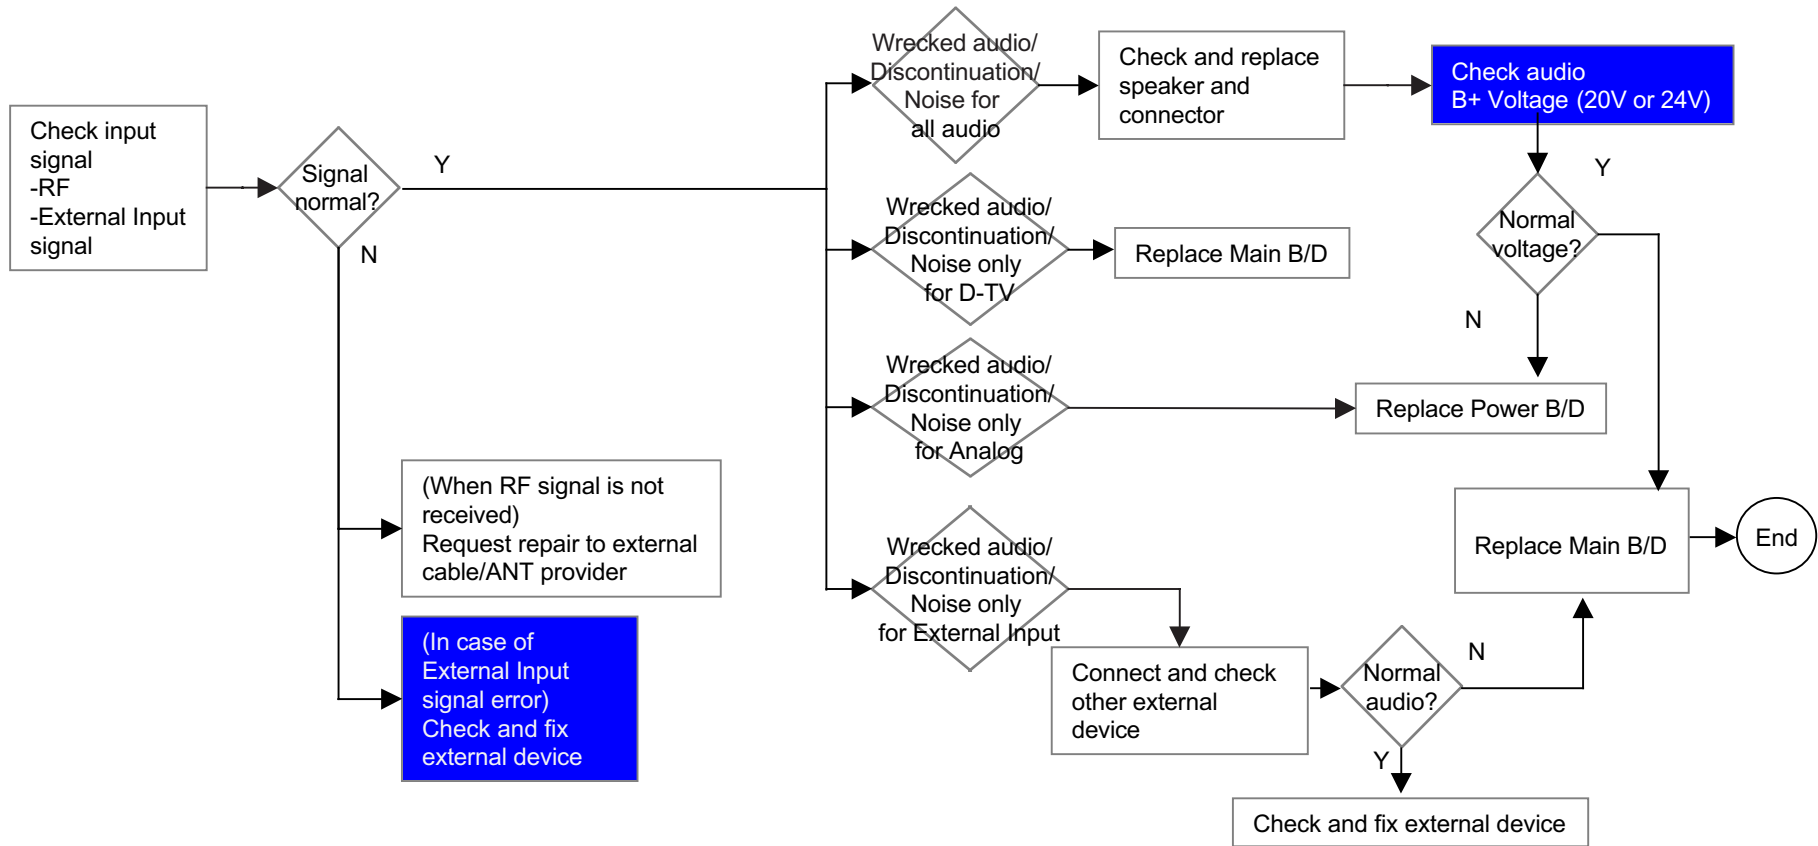 Check input
signal
-RF
-External Input
signal
Signal
normal?
Y
N
(When RF signal is not
received)
Request repair to external
cable/ANT provider
(In case of
External Input
signal error)
Check and fix
external device
Wrecked audio/
Discontinuation/
Noise for
all audio
Check and replace
speaker and
connector
Check audio
B+ Voltage (20V or 24V)
Y
Normal
voltage?
N
Wrecked audio/
Discontinuation/
Noise only
for D-TV
Replace Main B/D
Wrecked audio/
Discontinuation/
Noise only
for Analog
Replace Power B/D
Wrecked audio/
Discontinuation/
Noise only
for External Input
Connect and check
other external
device
Normal
audio?
N
Y
Replace Main B/D
End
Check and fix external device